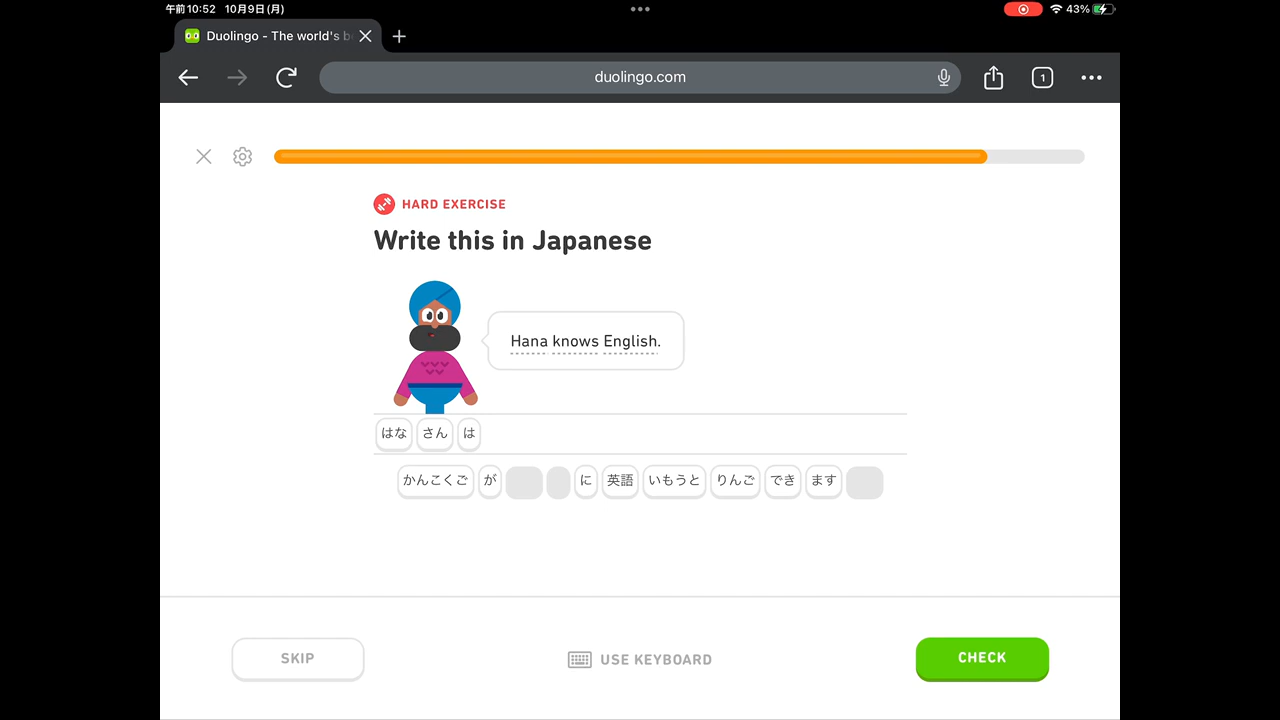 午前10:52 10月9日(月)
43%
Duolingo - The world's b
duolingo.com
1
HARD EXERCISE
Write this in Japanese
Hana knows English.
はな さん は
かんこくご が に 英語 いもうと りんご でき ます
SKIP
USE KEYBOARD
CHECK